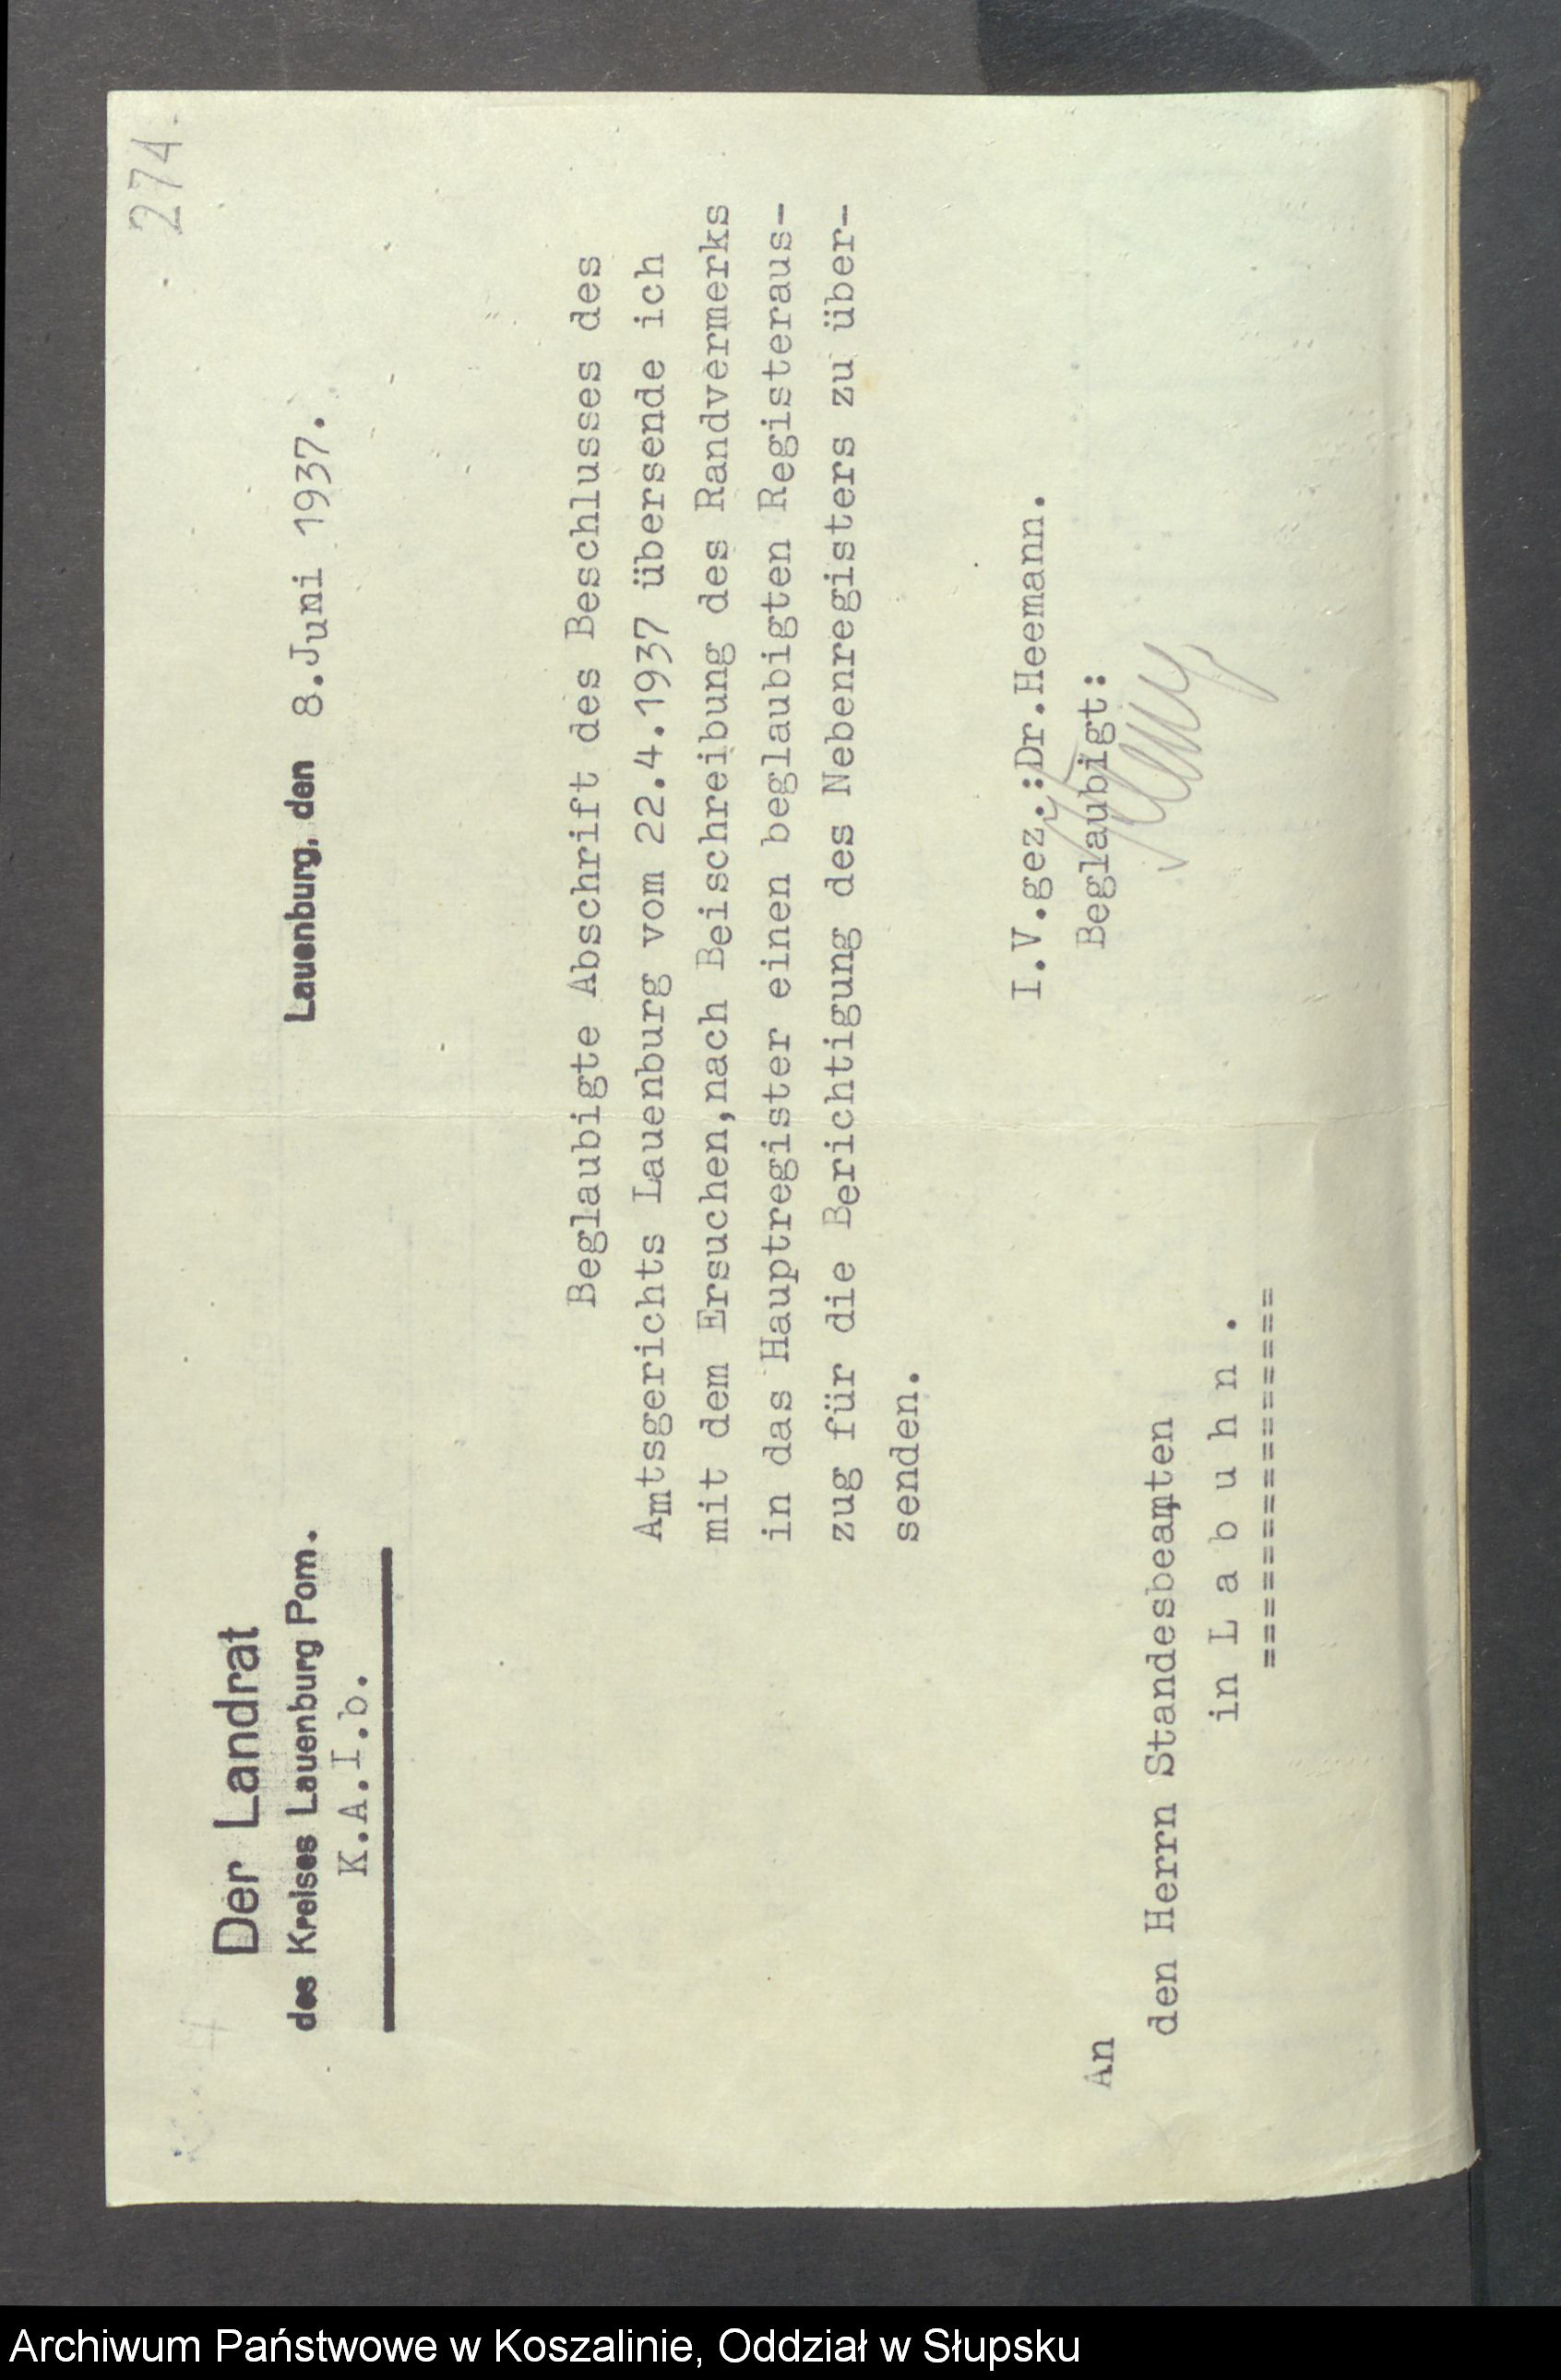 274.
Der Landrat
des Kreises Lauenburg Pom.
K.A.I.b.
Lauenburg, den 8.Juni 1937.
Beglaubigte Abschrift des Beschlusses des
Amtsgerichts Lauenburg vom 22.4.1937 übersende ich
mit dem Ersuchen,nach Beischreibung des Randvermerks
in das Hauptregister einen beglaubigten Registeraus-
zug für die Berichtigung des Nebenregisters zu über-
senden.
I.V.gez.:Dr.Heemann.
Beglaubigt:
An
den Herrn Standesbeamten
in L a b u h n .
===============
Archiwum Państwowe w Koszalinie, Oddział w Słupsku